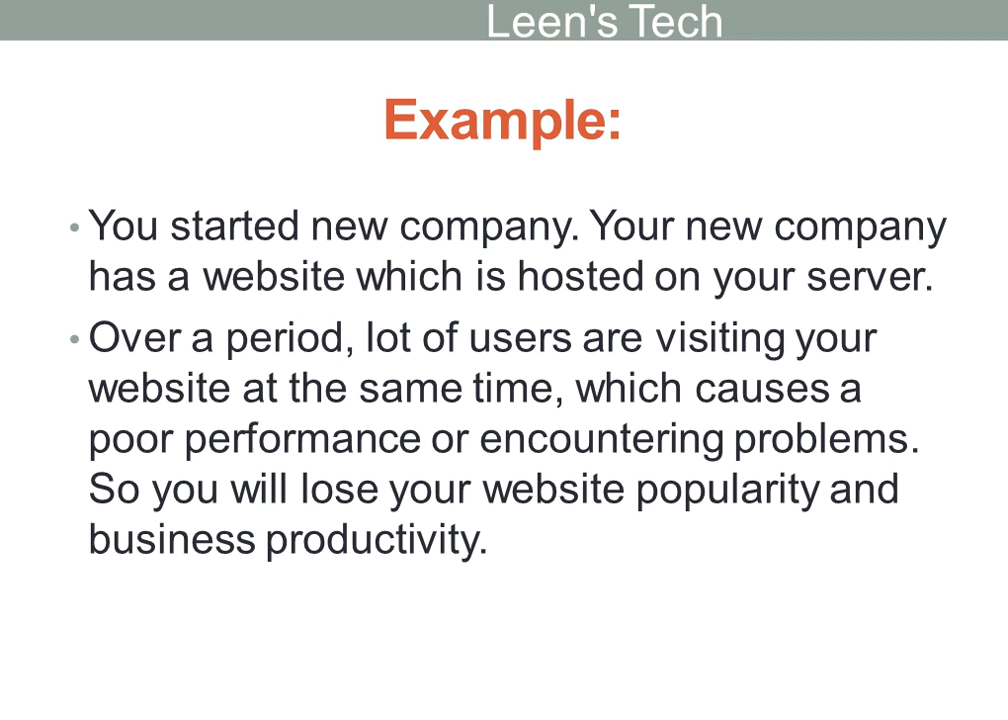 Leen's Tech
Example:
• You started new company. Your new company
has a website which is hosted on your server.
• Over a period, lot of users are visiting your
website at the same time, which causes a
poor performance or encountering problems.
So you will lose your website popularity and
business productivity.